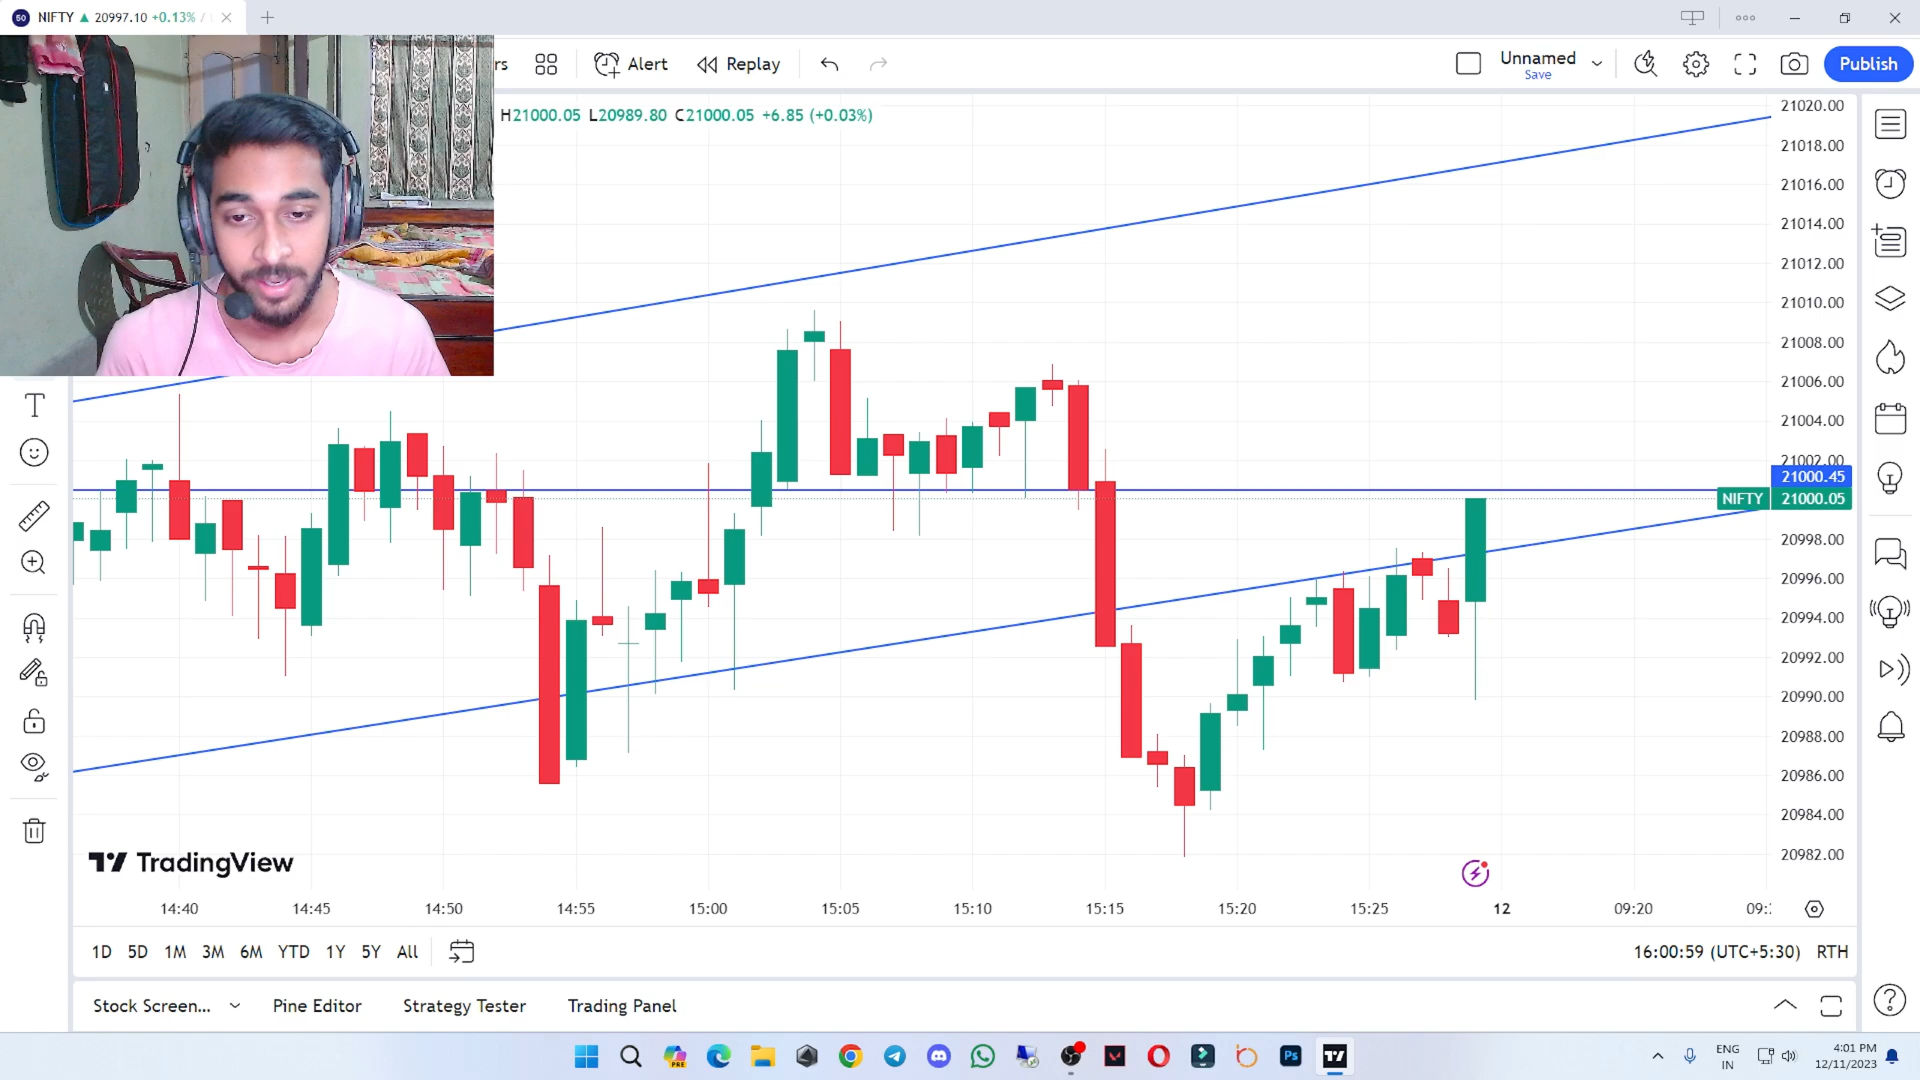 50 NIFTY ▲ 20997.10 +0.13% /
rs Alert Replay Unnamed Save Publish
H21000.05 L20989.80 C21000.05 +6.85 (+0.03%)
21020.00
21018.00
21016.00
21014.00
21012.00
21010.00
21008.00
21006.00
21004.00
21002.00
21000.45
NIFTY 21000.05
20998.00
20996.00
20994.00
20992.00
20990.00
20988.00
20986.00
20984.00
20982.00
TradingView
14:40 14:45 14:50 14:55 15:00 15:05 15:10 15:15 15:20 15:25 12 09:20 09:
1D 5D 1M 3M 6M YTD 1Y 5Y All 16:00:59 (UTC+5:30) RTH
Stock Screen... Pine Editor Strategy Tester Trading Panel
PRE Ps ENG IN 4:01 PM
12/11/2023